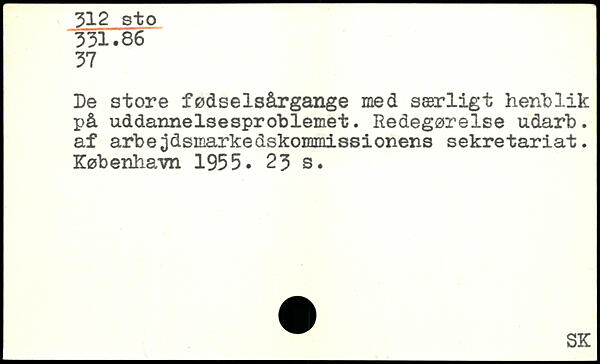 312 sto
331.86
37
De store fødselsårgange med særligt henblik
på uddannelsesproblemet. Redegørelse udarb.
af arbejdsmarkedskommissionens sekretariat.
København 1955. 23 s.
SK